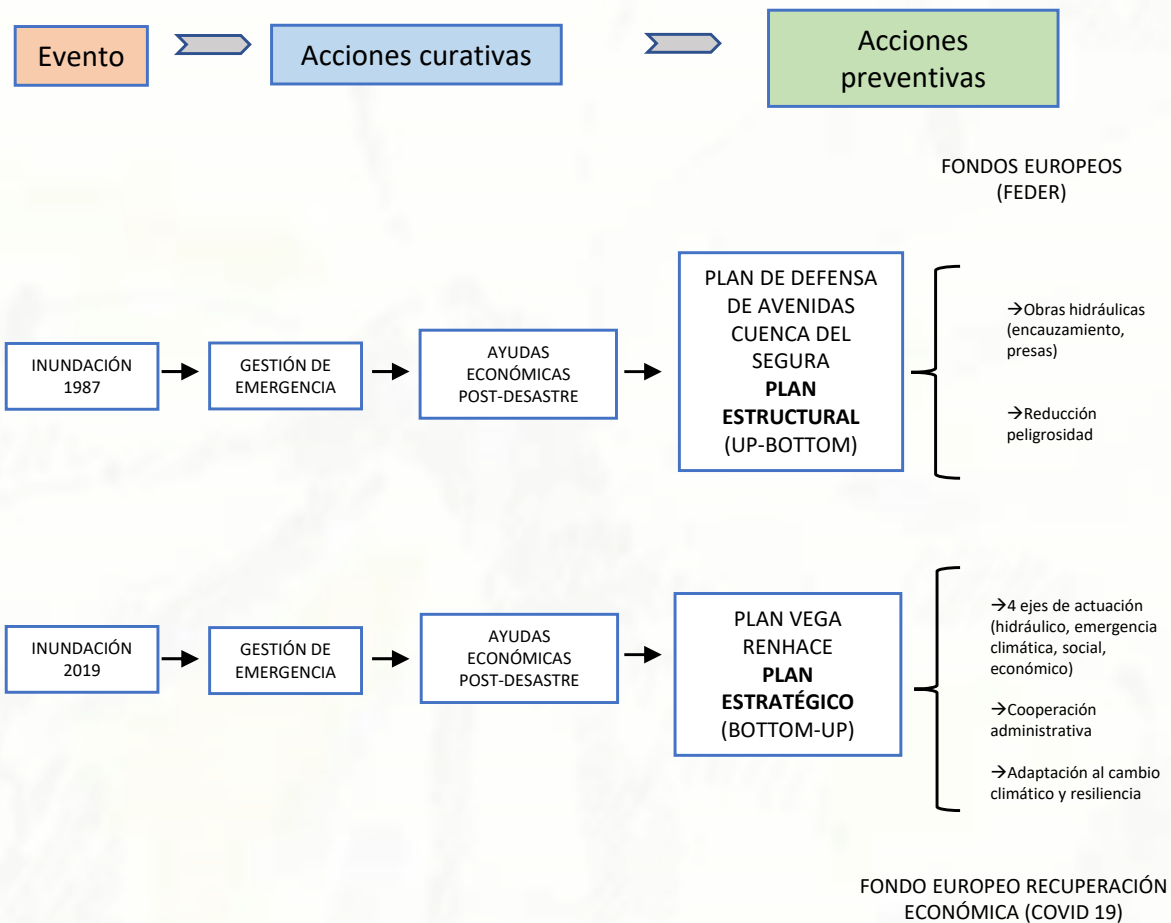 Evento
Acciones curativas
Acciones
preventivas
FONDOS EUROPEOS
(FEDER)
INUNDACIÓN
1987
GESTIÓN DE
EMERGENCIA
AYUDAS
ECONÓMICAS
POST-DESASTRE
PLAN DE DEFENSA
DE AVENIDAS
CUENCA DEL
SEGURA
PLAN
ESTRUCTURAL
(UP-BOTTOM)
→Obras hidráulicas
(encauzamiento,
presas)
→Reducción
peligrosidad
INUNDACIÓN
2019
GESTIÓN DE
EMERGENCIA
AYUDAS
ECONÓMICAS
POST-DESASTRE
PLAN VEGA
RENHACE
PLAN
ESTRATÉGICO
(BOTTOM-UP)
→4 ejes de actuación
(hidráulico, emergencia
climática, social,
económico)
→Cooperación
administrativa
→Adaptación al cambio
climático y resiliencia
FONDO EUROPEO RECUPERACIÓN
ECONÓMICA (COVID 19)